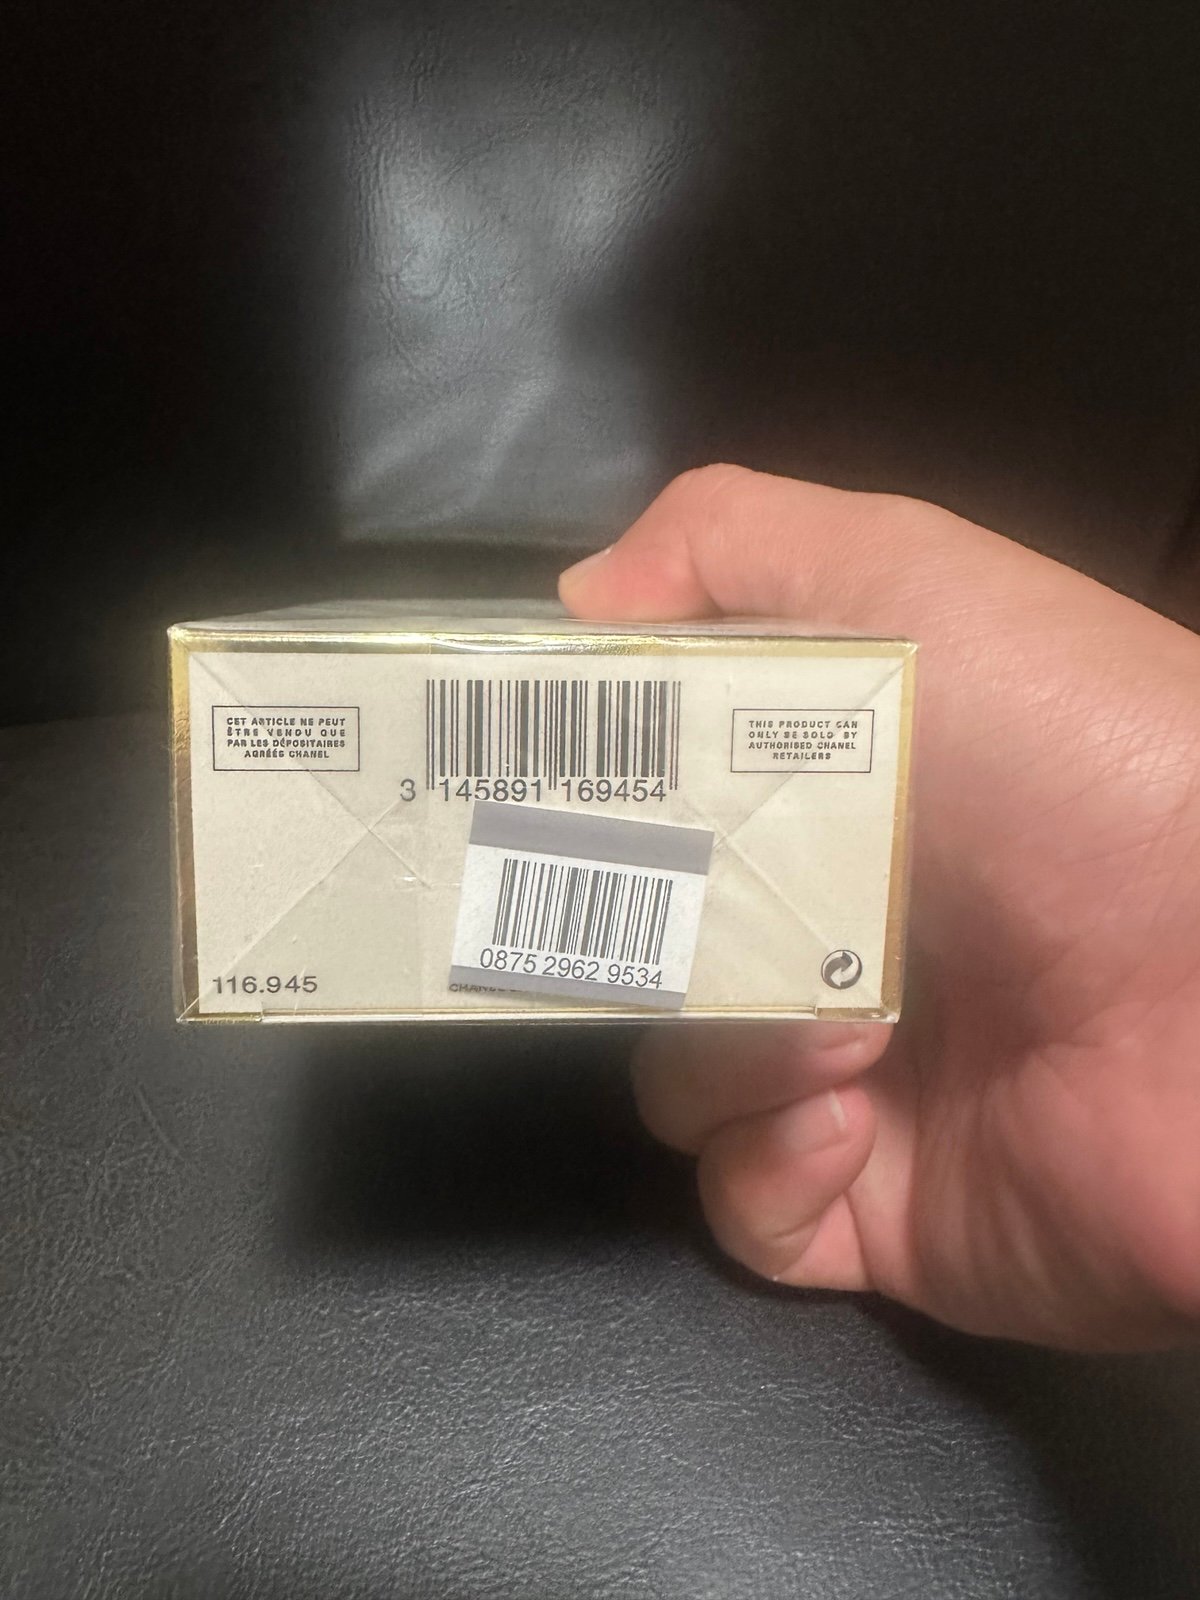 CET ARTICLE NE PEUT
ÊTRE VENDU QUE
PAR LES DÉPOSITAIRES
AGRÉÉS CHANEL
THIS PRODUCT CAN
ONLY BE SOLD BY
AUTHORISED CHANEL
RETAILERS
3 145891 169454
0875 2962 9534
116.945